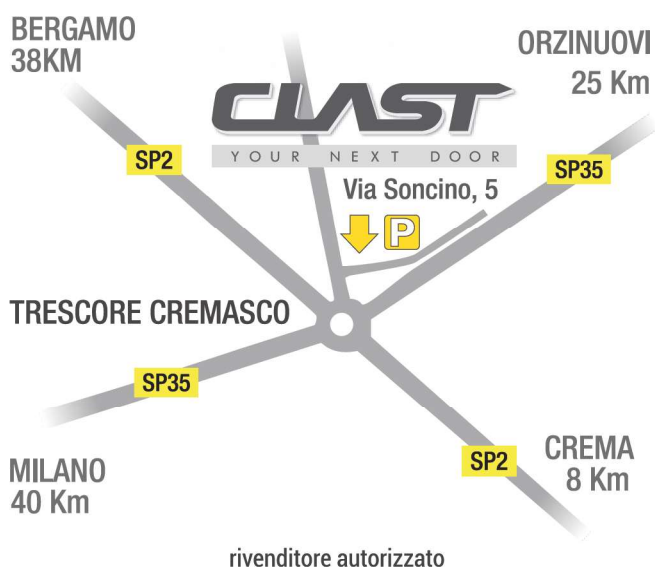 BERGAMO
38KM
ORZINUOVI
25 Km
CLAST
YOUR NEXT DOOR
SP2
SP35
Via Soncino, 5
P
TRESCORE CREMASCO
SP35
MILANO
40 Km
SP2
CREMA
8 Km
rivenditore autorizzato